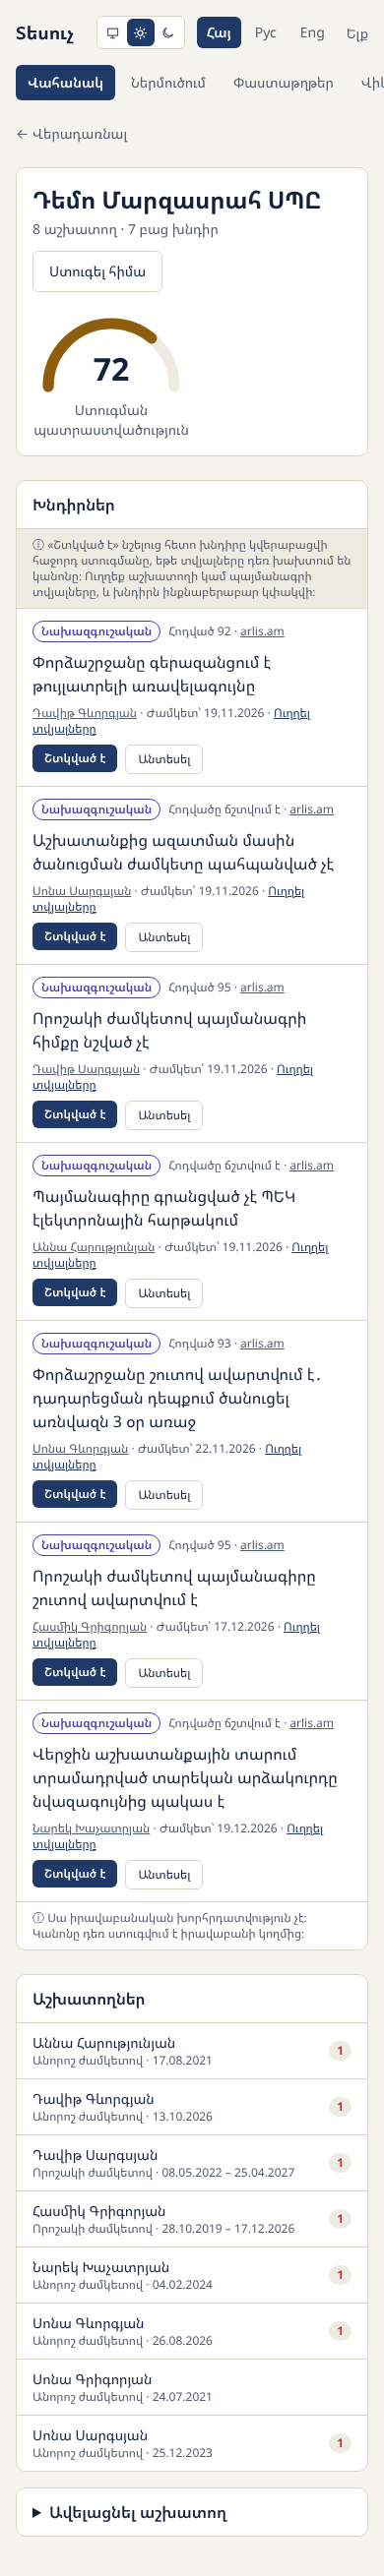 Տեսուչ
Հայ Рус Eng Ելք
Վահանակ Ներմուծում Փաստաթղթեր
← Վերադառնալ
Դեմո Մարզասրահ ՍՊԸ
8 աշխատող · 7 բաց խնդիր
Ստուգել հիմա
72
Ստուգման
պատրաստվածություն
Խնդիրներ
ⓘ «Շտկված է» նշելուց հետո խնդիրը կվերաբացվի
հաջորդ ստուգմանը, եթե տվյալները դեռ խախտում են
կանոնը։ Ուղղեք աշխատողի կամ պայմանագրի
տվյալները, և խնդիրն ինքնաբերաբար կփակվի։
Նախազգուշական Հոդված 92 · arlis.am
Փորձաշրջանը գերազանցում է
թույլատրելի առավելագույնը
Դավիթ Գևորգյան · Ժամկետ՝ 19.11.2026 · Ուղղել
տվյալները
Շտկված է Անտեսել
Նախազգուշական Հոդվածը ճշտվում է · arlis.am
Աշխատանքից ազատման մասին
ծանուցման ժամկետը պահպանված չէ
Սոնա Սարգսյան · Ժամկետ՝ 19.11.2026 · Ուղղել
տվյալները
Շտկված է Անտեսել
Նախազգուշական Հոդված 95 · arlis.am
Որոշակի ժամկետով պայմանագրի
հիմքը նշված չէ
Դավիթ Սարգսյան · Ժամկետ՝ 19.11.2026 · Ուղղել
տվյալները
Շտկված է Անտեսել
Նախազգուշական Հոդվածը ճշտվում է · arlis.am
Պայմանագիրը գրանցված չէ ՊԵԿ
էլեկտրոնային հարթակում
Աննա Հարությունյան · Ժամկետ՝ 19.11.2026 · Ուղղել
տվյալները
Շտկված է Անտեսել
Նախազգուշական Հոդված 93 · arlis.am
Փորձաշրջանը շուտով ավարտվում է․
դադարեցման դեպքում ծանուցել
առնվազն 3 օր առաջ
Սոնա Գևորգյան · Ժամկետ՝ 22.11.2026 · Ուղղել
տվյալները
Շտկված է Անտեսել
Նախազգուշական Հոդված 95 · arlis.am
Որոշակի ժամկետով պայմանագիրը
շուտով ավարտվում է
Հասմիկ Գրիգորյան · Ժամկետ՝ 17.12.2026 · Ուղղել
տվյալները
Շտկված է Անտեսել
Նախազգուշական Հոդվածը ճշտվում է · arlis.am
Վերջին աշխատանքային տարում
տրամադրված տարեկան արձակուրդը
նվազագույնից պակաս է
Նարեկ Խաչատրյան · Ժամկետ՝ 19.12.2026 · Ուղղել
տվյալները
Շտկված է Անտեսել
ⓘ Սա իրավաբանական խորհրդատվություն չէ։
Կանոնը դեռ ստուգվում է իրավաբանի կողմից։
Աշխատողներ
Աննա Հարությունյան
Անորոշ ժամկետով · 17.08.2021 1
Դավիթ Գևորգյան
Անորոշ ժամկետով · 13.10.2026 1
Դավիթ Սարգսյան
Որոշակի ժամկետով · 08.05.2022 – 25.04.2027 1
Հասմիկ Գրիգորյան
Որոշակի ժամկետով · 28.10.2019 – 17.12.2026 1
Նարեկ Խաչատրյան
Անորոշ ժամկետով · 04.02.2024 1
Սոնա Գևորգյան
Անորոշ ժամկետով · 26.08.2026 1
Սոնա Գրիգորյան
Անորոշ ժամկետով · 24.07.2021
Սոնա Սարգսյան
Անորոշ ժամկետով · 25.12.2023 1
▶ Ավելացնել աշխատող